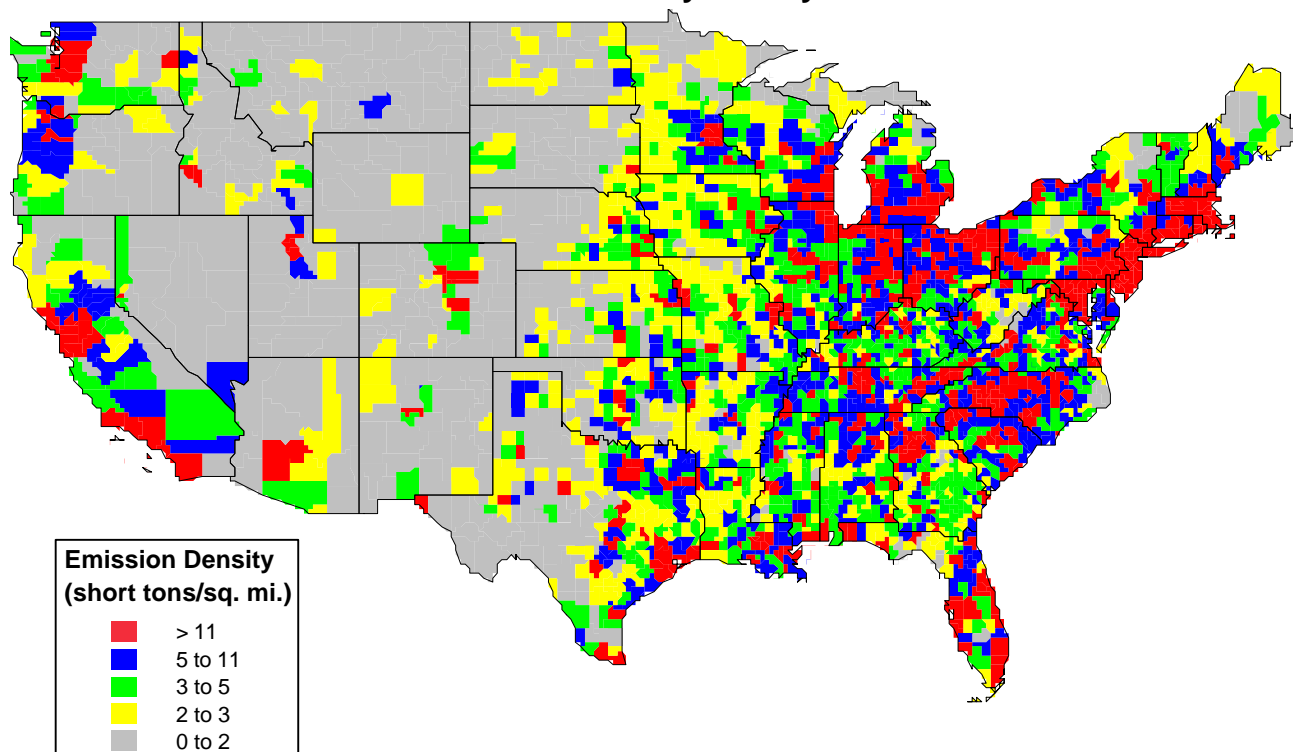 Emission Density
(short tons/sq. mi.)
> 11
5 to 11
3 to 5
2 to 3
0 to 2